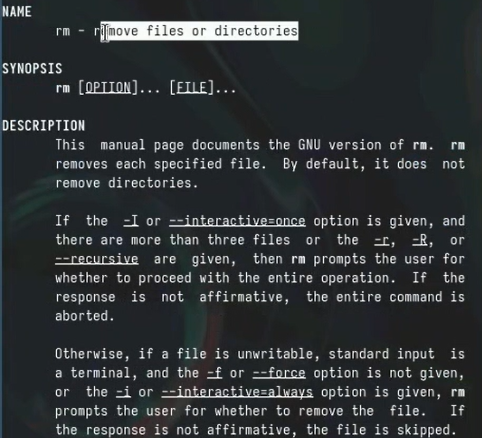 NAME
rm - remove files or directories
SYNOPSIS
rm [OPTION]... [FILE]...
DESCRIPTION
This manual page documents the GNU version of rm. rm
removes each specified file. By default, it does not
remove directories.
If the -I or --interactive=once option is given, and
there are more than three files or the -r, -R, or
--recursive are given, then rm prompts the user for
whether to proceed with the entire operation. If the
response is not affirmative, the entire command is
aborted.
Otherwise, if a file is unwritable, standard input is
a terminal, and the -f or --force option is not given,
or the -i or --interactive=always option is given, rm
prompts the user for whether to remove the file. If
the response is not affirmative, the file is skipped.